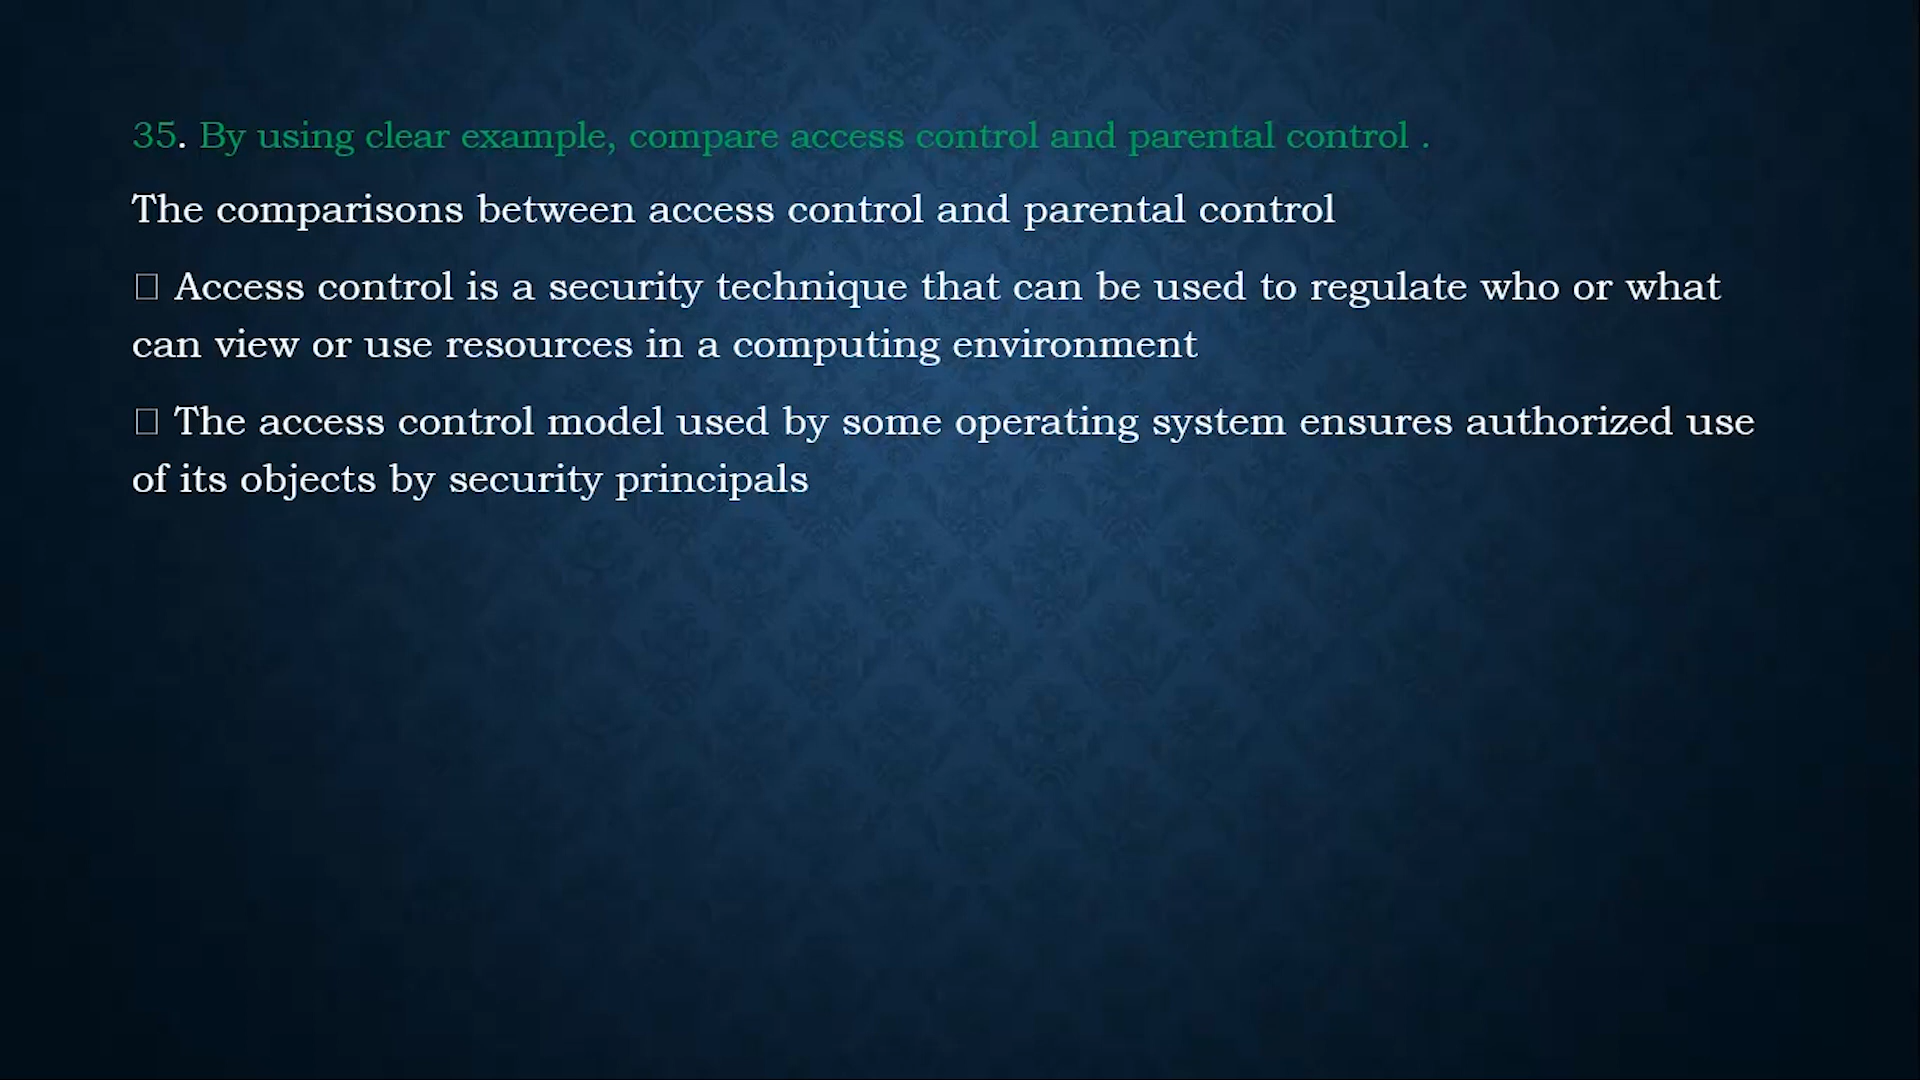 35. By using clear example, compare access control and parental control .
The comparisons between access control and parental control
□ Access control is a security technique that can be used to regulate who or what
can view or use resources in a computing environment
□ The access control model used by some operating system ensures authorized use
of its objects by security principals